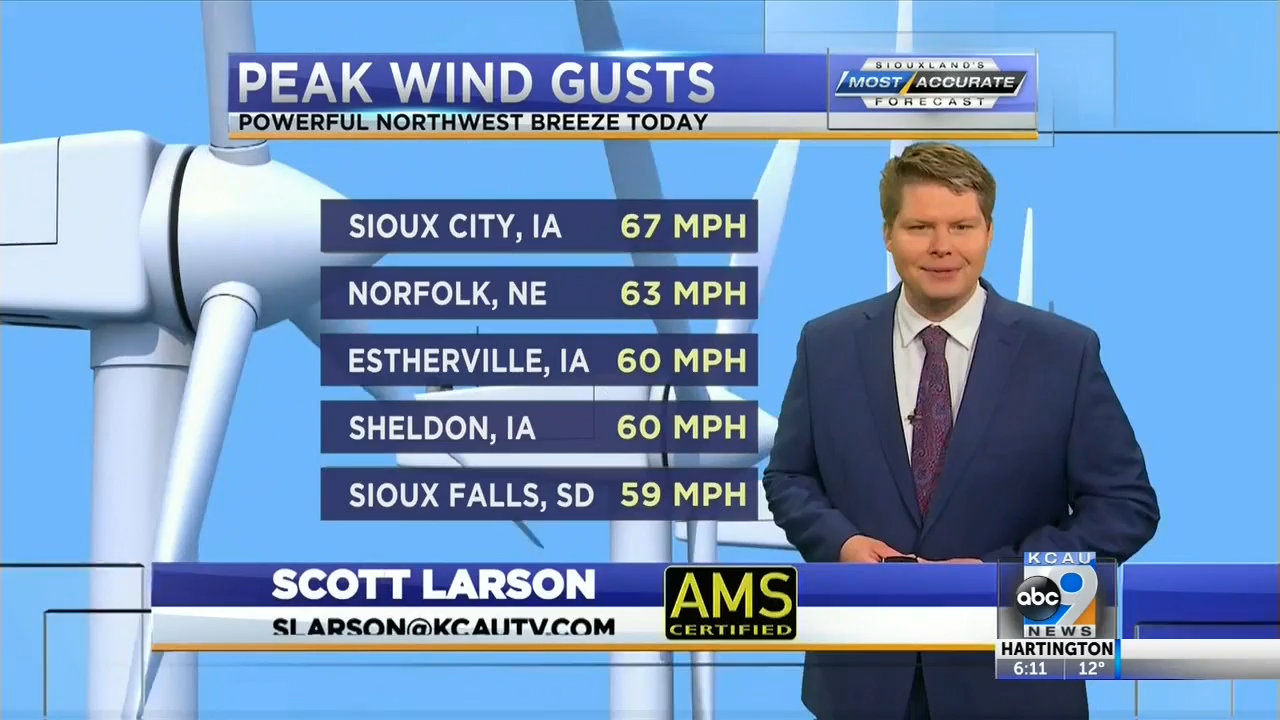 PEAK WIND GUSTS
POWERFUL NORTHWEST BREEZE TODAY
SIOUXLAND'S
MOST ACCURATE
FORECAST
SIOUX CITY, IA 67 MPH
NORFOLK, NE 63 MPH
ESTHERVILLE, IA 60 MPH
SHELDON, IA 60 MPH
SIOUX FALLS, SD 59 MPH
SCOTT LARSON
SLARSON@KCAUTV.COM
AMS
CERTIFIED
KCAU
abc 9
NEWS
HARTINGTON
6:11 12°